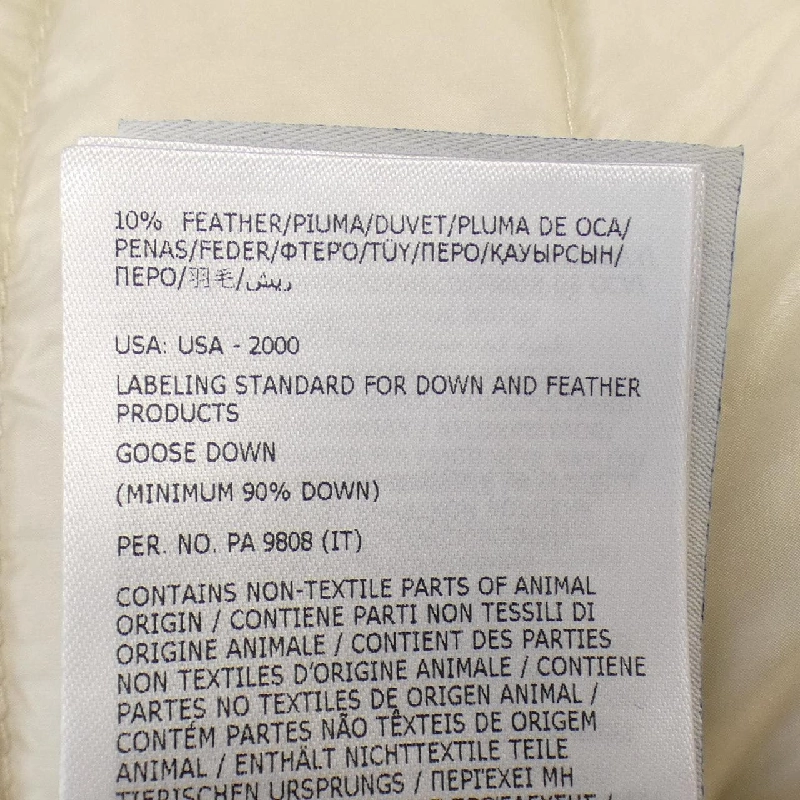 10% FEATHER/PIUMA/DUVET/PLUMA DE OCA/
PENAS/FEDER/ΦΤΕΡΌ/TÜY/ПЕРО/ҚАУЫРСЫН/
ПЕРО/羽毛/ريش
USA: USA - 2000
LABELING STANDARD FOR DOWN AND FEATHER
PRODUCTS
GOOSE DOWN
(MINIMUM 90% DOWN)
PER. NO. PA 9808 (IT)
CONTAINS NON-TEXTILE PARTS OF ANIMAL
ORIGIN / CONTIENE PARTI NON TESSILI DI
ORIGINE ANIMALE / CONTIENT DES PARTIES
NON TEXTILES D'ORIGINE ANIMALE / CONTIENE
PARTES NO TEXTILES DE ORIGEN ANIMAL /
CONTÉM PARTES NÃO TÊXTEIS DE ORIGEM
ANIMAL / ENTHÄLT NICHTTEXTILE TEILE
TIERISCHEN URSPRUNGS / ΠΕΡΙΈΧΕΙ ΜΗ